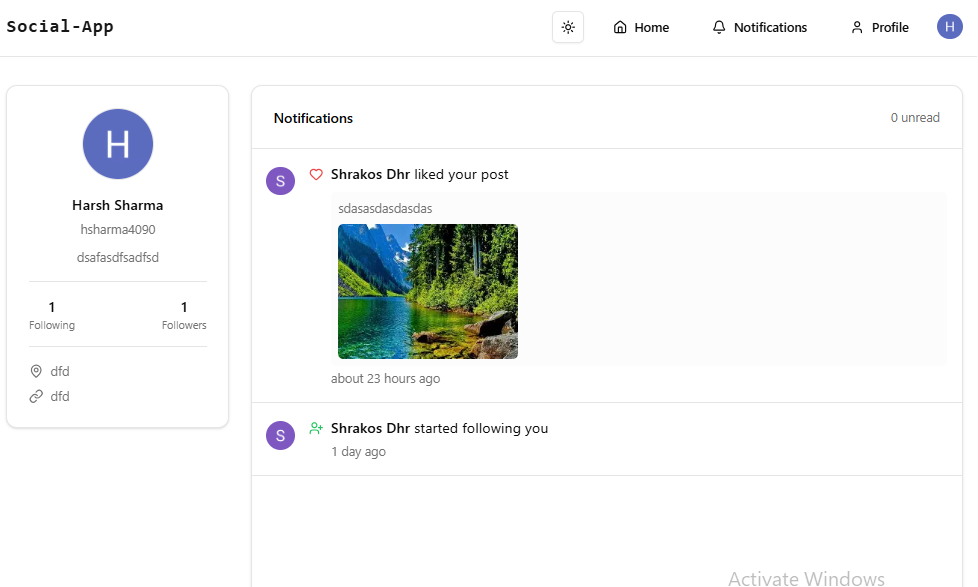 Social-App
Home
Notifications
Profile
H
H
Harsh Sharma
hsharma4090
dsafasdfsadfsd
1
Following
1
Followers
dfd
dfd
Notifications
0 unread
S
Shrakos Dhr liked your post
sdasasdasdasdas
about 23 hours ago
S
Shrakos Dhr started following you
1 day ago
Activate Windows